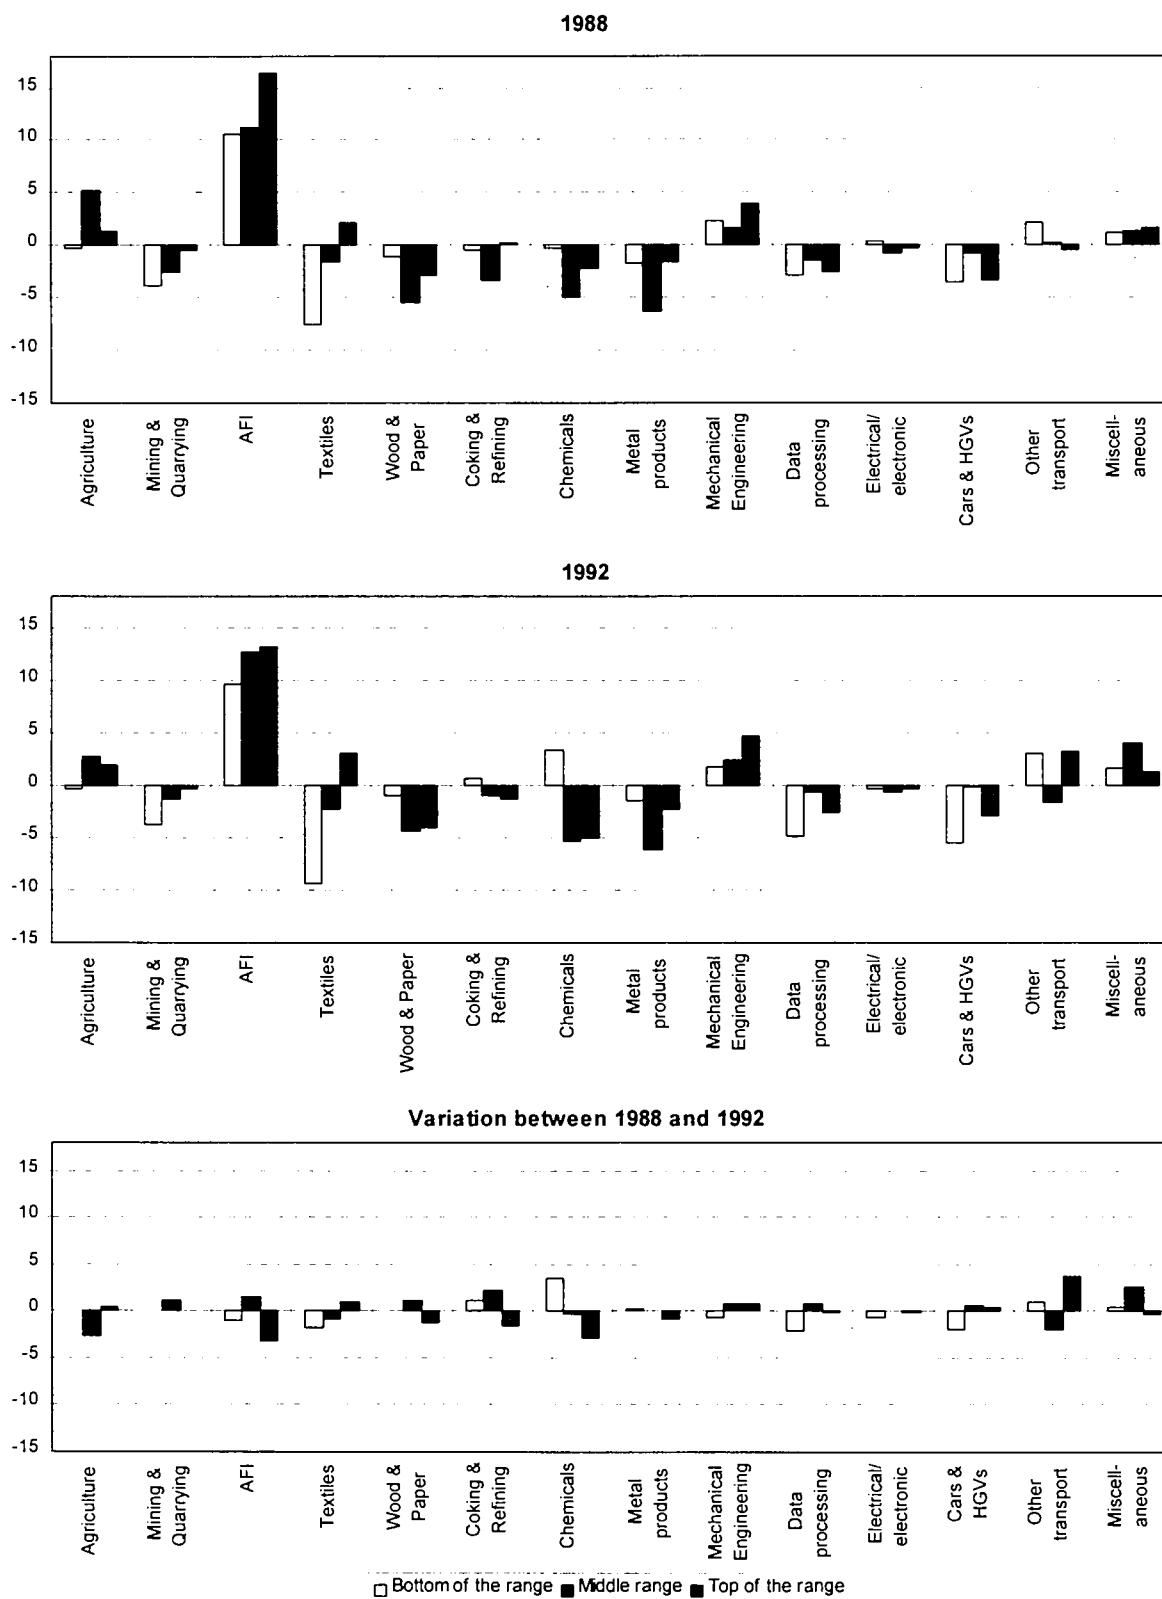 1988
15
10
5
0
-5
-10
-15
Agriculture
Mining &
Quarrying
AFI
Textiles
Wood &
Paper
Coking &
Refining
Chemicals
Metal
products
Mechanical
Engineering
Data
processing
Electrical/
electronic
Cars & HGVs
Other
transport
Miscell-
aneous
1992
15
10
5
0
-5
-10
-15
Agriculture
Mining &
Quarrying
AFI
Textiles
Wood & Paper
Coking &
Refining
Chemicals
Metal
products
Mechanical
Engineering
Data
processing
Electrical/
electronic
Cars & HGVs
Other
transport
Miscell-
aneous
Variation between 1988 and 1992
15
10
5
0
-5
-10
-15
Agriculture
Mining &
Quarrying
AFI
Textiles
Wood &
Paper
Coking &
Refining
Chemicals
Metal
products
Mechanical
Engineering
Data
processing
Electrical/
electronic
Cars &
HGVs
Other
transport
Miscell-
aneous
Bottom of the range Middle range Top of the range